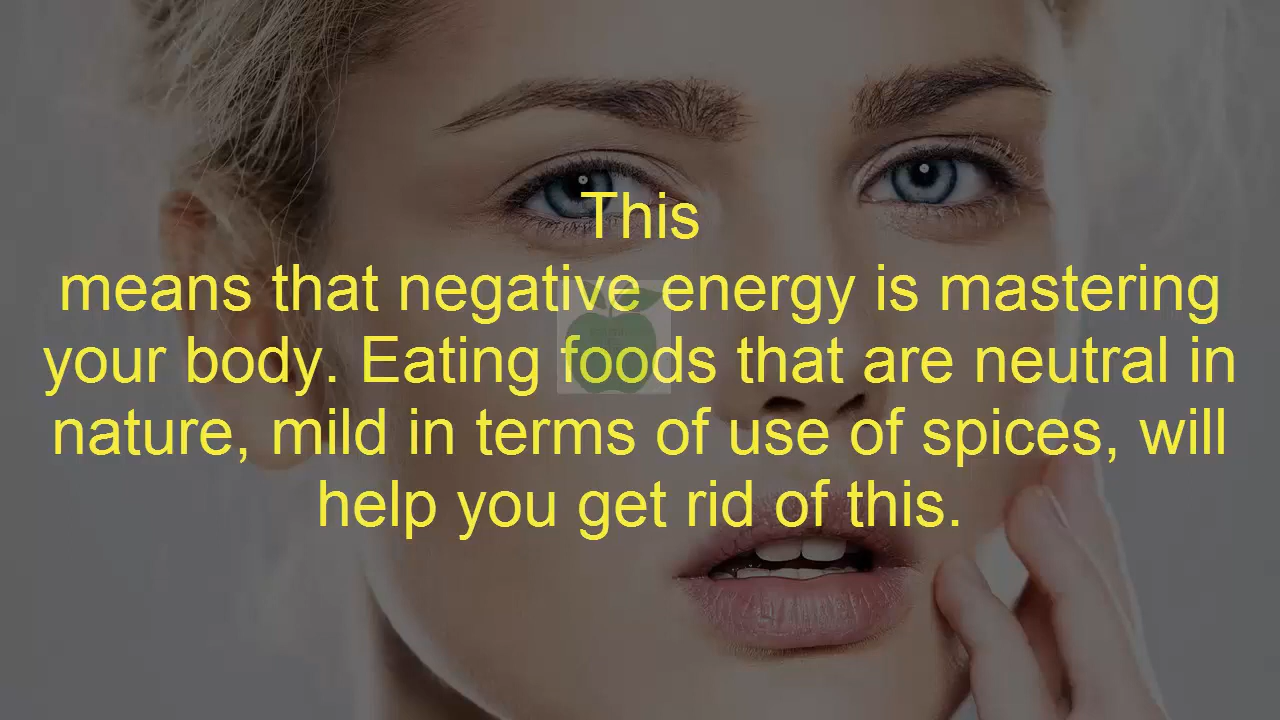 This
means that negative energy is mastering
your body. Eating foods that are neutral in
nature, mild in terms of use of spices, will
help you get rid of this.